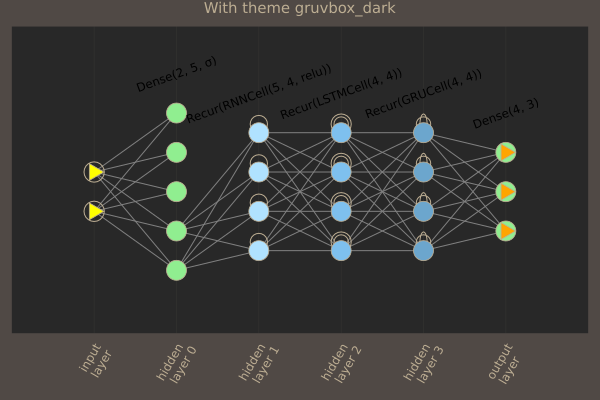 With theme gruvbox_dark
Dense(2, 5, σ)
Recur(RNNCell(5, 4, relu))
Recur(LSTMCell(4, 4))
Recur(GRUCell(4, 4))
Dense(4, 3)
input
layer
hidden
layer 0
hidden
layer 1
hidden
layer 2
hidden
layer 3
output
layer